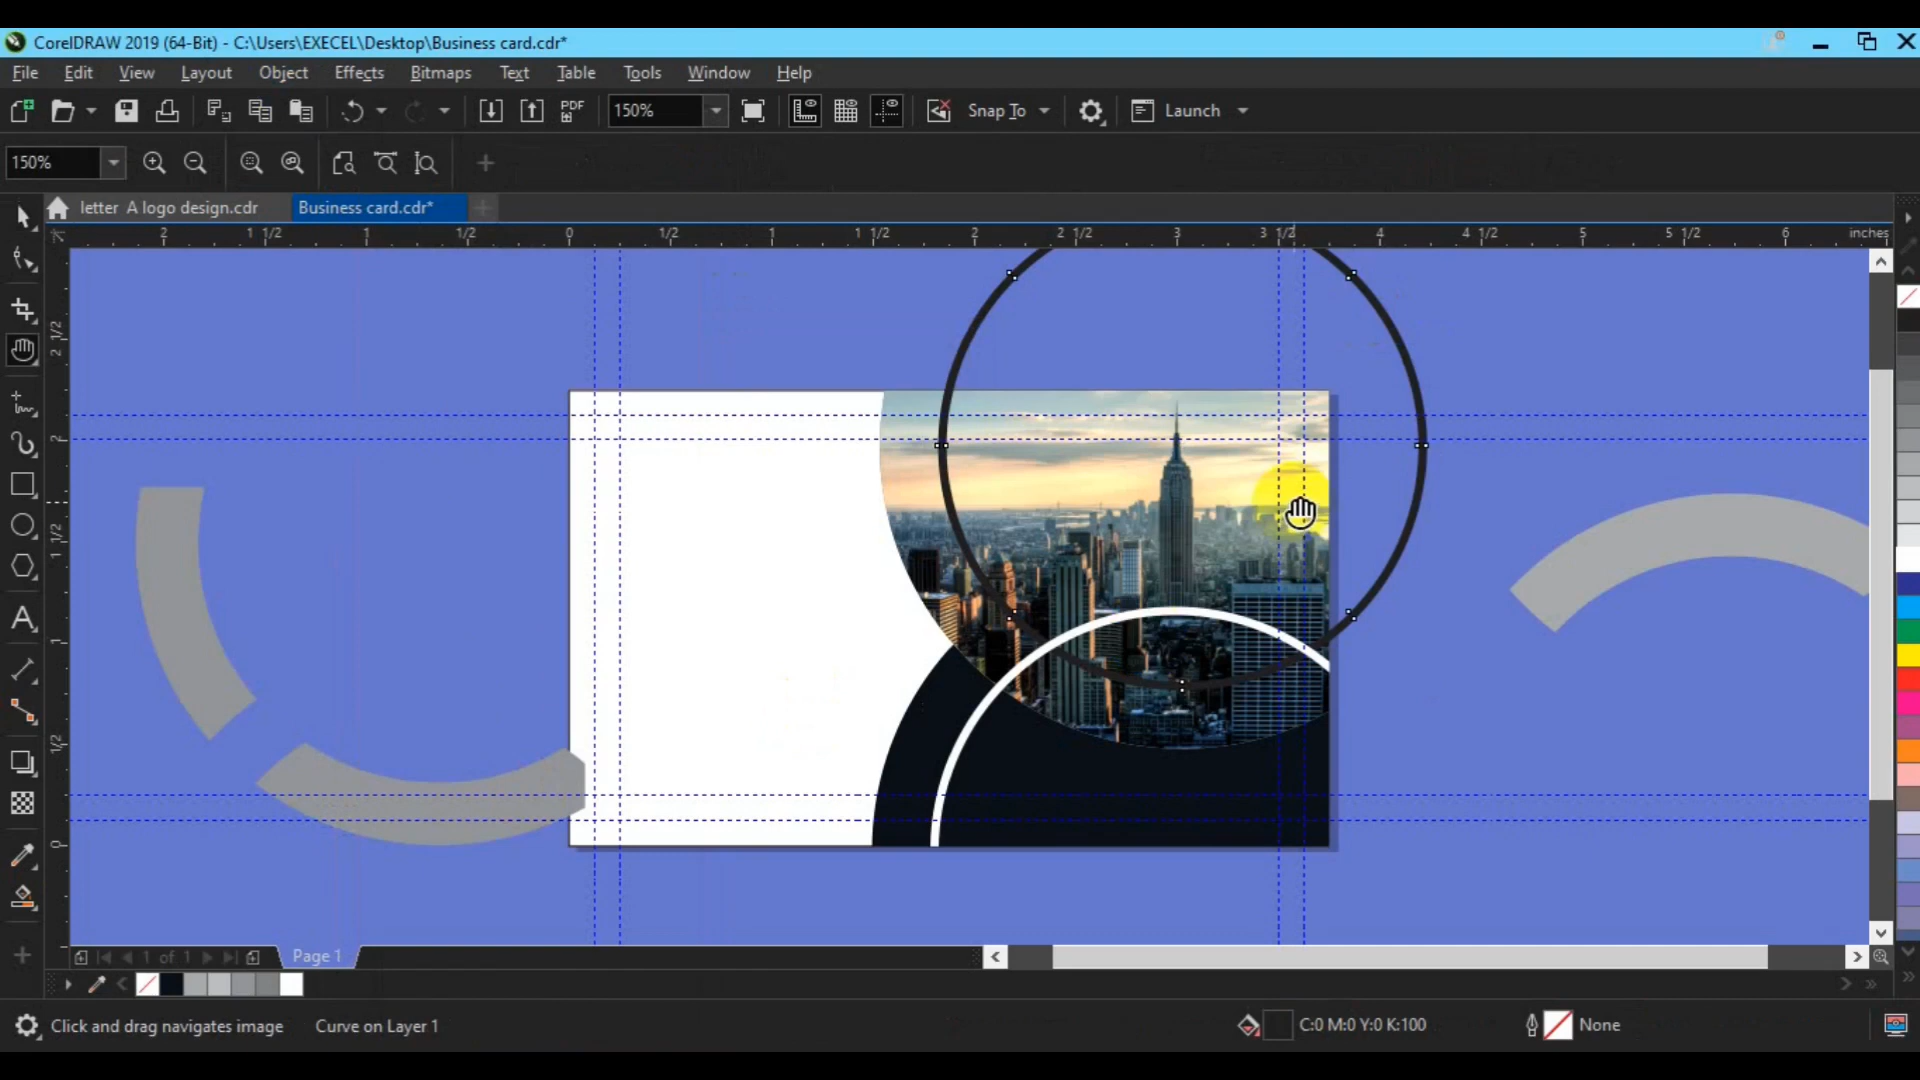 CorelDRAW 2019 (64-Bit) - C:\Users\EXECEL\Desktop\Business card.cdr*
File Edit View Layout Object Effects Bitmaps Text Table Tools Window Help
PDF 150% Snap To Launch
150%
letter A logo design.cdr Business card.cdr*
2 1 1/2 1 1/2 0 1/2 1 1 1/2 2 2 1/2 3 3 1/2 4 4 1/2 5 5 1/2 6 inches
2 1/2
2
1 1/2
1
1/2
0
1 of 1 Page 1
Click and drag navigates image Curve on Layer 1 C:0 M:0 Y:0 K:100 None